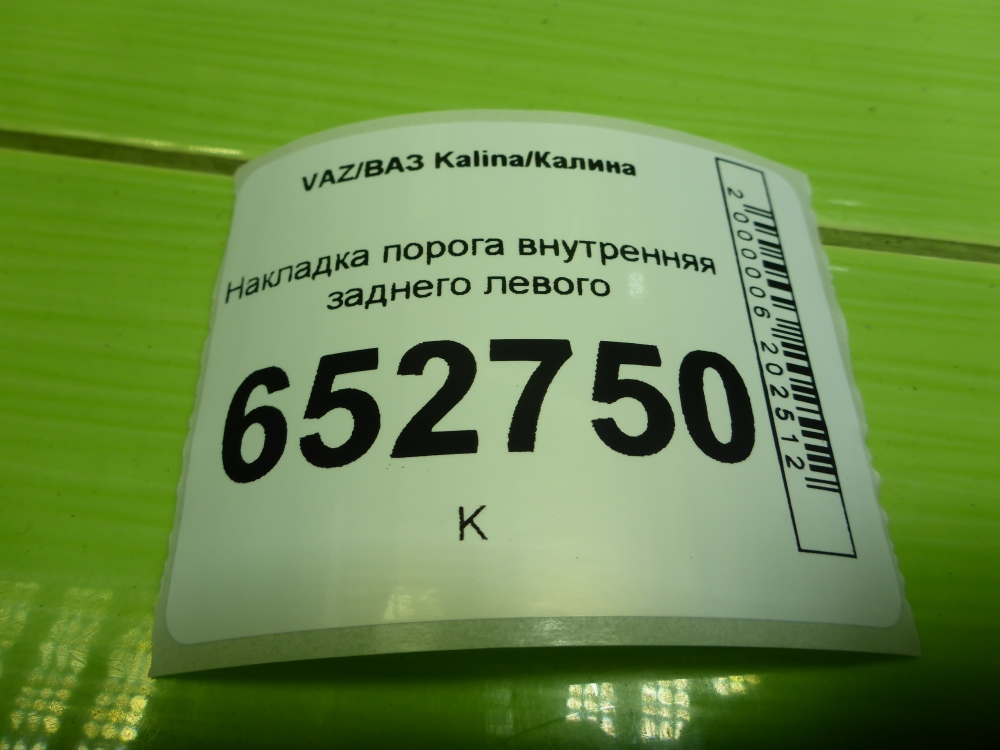 VAZ/ВАЗ Kalina/Калина
Накладка порога внутренняя
заднего левого
652750
К
2000006202512